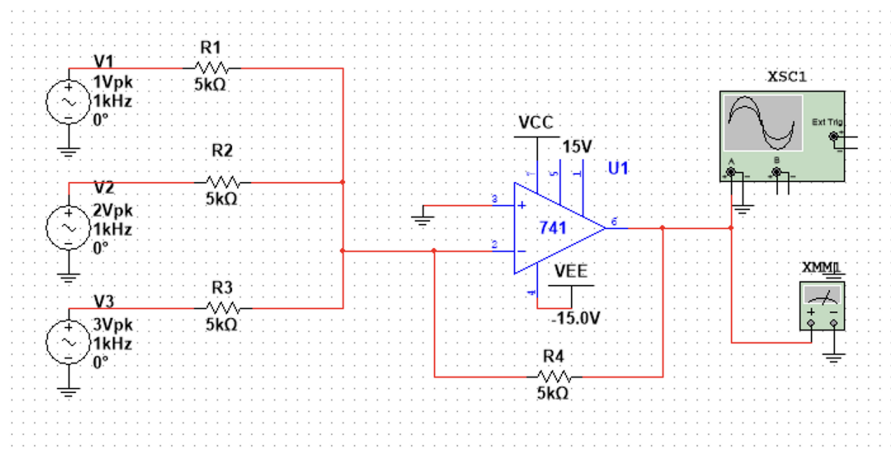 V1
1Vpk
1kHz
0°
R1
5kΩ
V2
2Vpk
1kHz
0°
R2
5kΩ
V3
3Vpk
1kHz
0°
R3
5kΩ
VCC
15V
U1
7
5
1
3
+
741
6
2
−
4
VEE
-15.0V
R4
5kΩ
XSC1
Ext Trig
+
−
A
B
+
−
+
−
XMM1
+
−